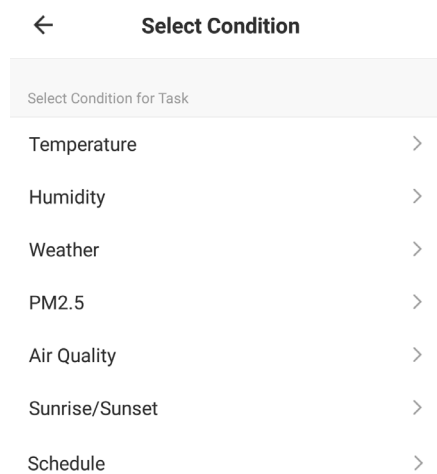 Select Condition
Select Condition for Task
Temperature
Humidity
Weather
PM2.5
Air Quality
Sunrise/Sunset
Schedule